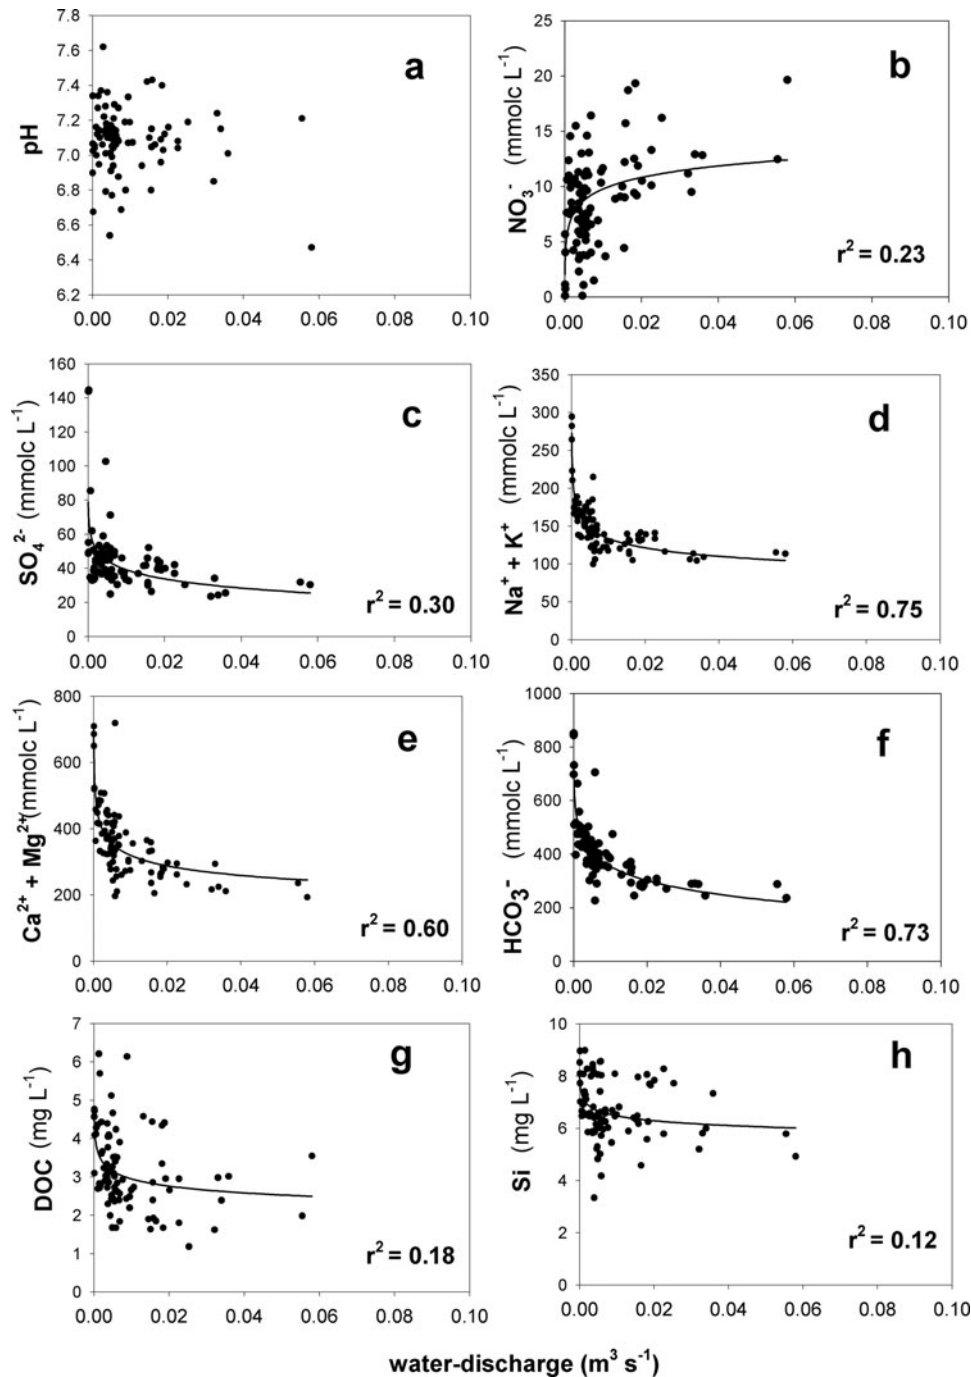 7.8
7.6
7.4
7.2
7.0
6.8
6.6
6.4
6.2
pH
a
0.00 0.02 0.04 0.06 0.08 0.10
25
20
15
10
5
0
NO₃⁻ (mmolc L⁻¹)
b
r² = 0.23
0.00 0.02 0.04 0.06 0.08 0.10
160
140
120
100
80
60
40
20
0
SO₄²⁻ (mmolc L⁻¹)
c
r² = 0.30
0.00 0.02 0.04 0.06 0.08 0.10
350
300
250
200
150
100
50
0
Na⁺ + K⁺ (mmolc L⁻¹)
d
r² = 0.75
0.00 0.02 0.04 0.06 0.08 0.10
800
600
400
200
0
Ca²⁺ + Mg²⁺(mmolc L⁻¹)
e
r² = 0.60
0.00 0.02 0.04 0.06 0.08 0.10
1000
800
600
400
200
0
HCO₃⁻ (mmolc L⁻¹)
f
r² = 0.73
0.00 0.02 0.04 0.06 0.08 0.10
7
6
5
4
3
2
1
0
DOC (mg L⁻¹)
g
r² = 0.18
0.00 0.02 0.04 0.06 0.08 0.10
10
8
6
4
2
0
Si (mg L⁻¹)
h
r² = 0.12
0.00 0.02 0.04 0.06 0.08 0.10
water-discharge (m³ s⁻¹)